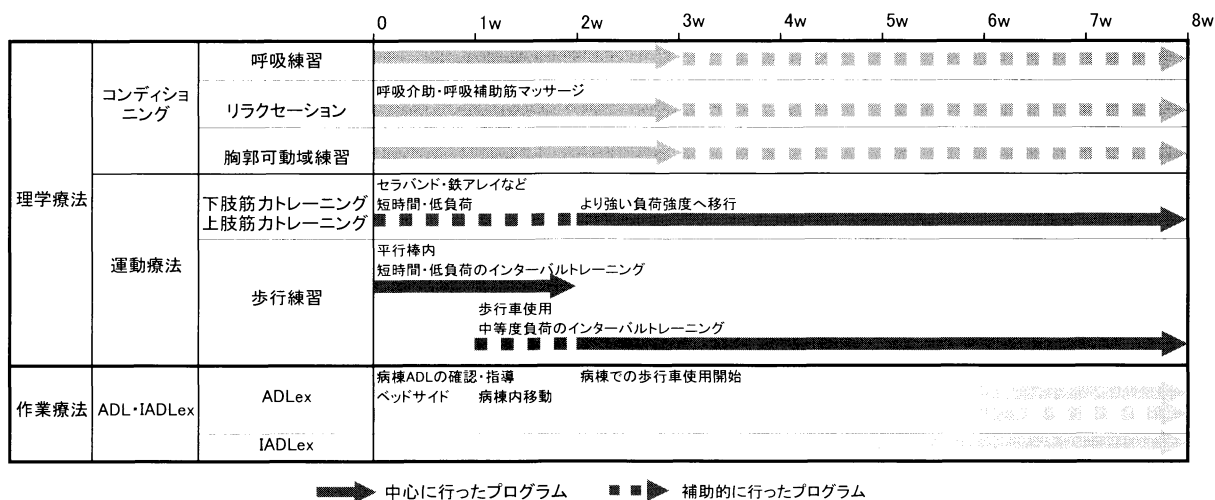 0 1w 2w 3w 4w 5w 6w 7w 8w
理学療法
コンディショ
ニング
呼吸練習
リラクセーション
呼吸介助・呼吸補助筋マッサージ
胸郭可動域練習
運動療法
下肢筋力トレーニング
上肢筋力トレーニング
セラバンド・鉄アレイなど
短時間・低負荷
より強い負荷強度へ移行
歩行練習
平行棒内
短時間・低負荷のインターバルトレーニング
歩行車使用
中等度負荷のインターバルトレーニング
作業療法
ADL・IADLex
ADLex
病棟ADLの確認・指導
病棟での歩行車使用開始
ベッドサイド
病棟内移動
IADLex
中心に行ったプログラム
補助的に行ったプログラム